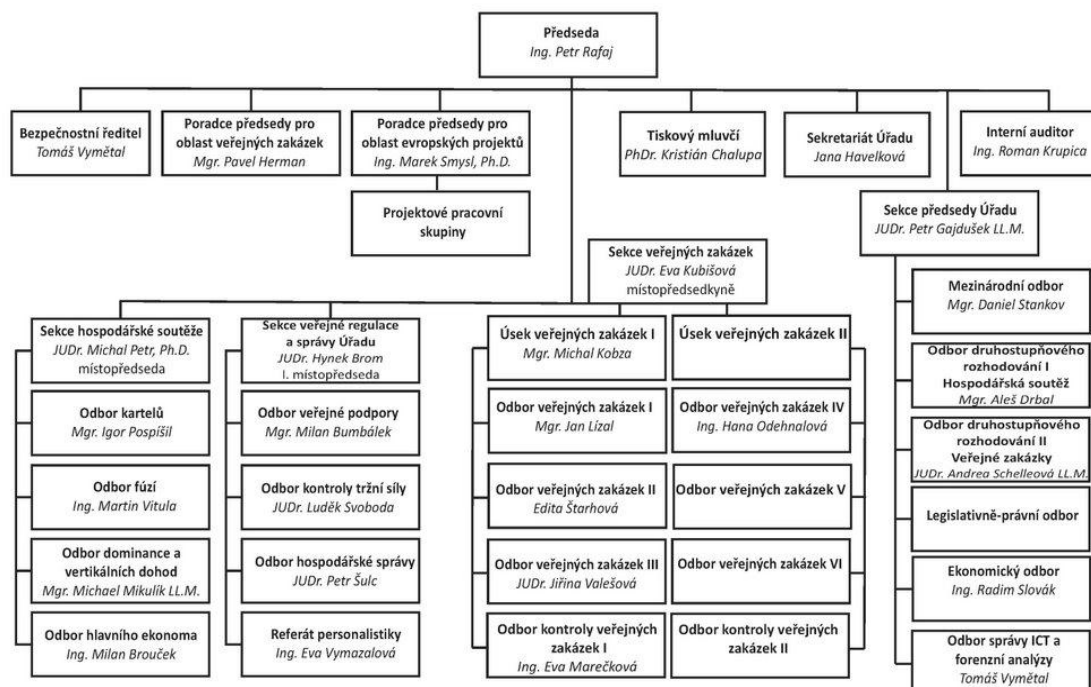 Předseda
Ing. Petr Rafaj
Bezpečnostní ředitel
Tomáš Vymětal
Poradce předsedy pro
oblast veřejných zakázek
Mgr. Pavel Herman
Poradce předsedy pro
oblast evropských projektů
Ing. Marek Smysl, Ph.D.
Projektové pracovní
skupiny
Tiskový mluvčí
PhDr. Kristián Chalupa
Sekretariát Úřadu
Jana Havelková
Interní auditor
Ing. Roman Krupica
Sekce předsedy Úřadu
JUDr. Petr Gajdušek LL.M.
Sekce veřejných zakázek
JUDr. Eva Kubišová
místopředsedkyně
Sekce hospodářské soutěže
JUDr. Michal Petr, Ph.D.
místopředseda
Odbor kartelů
Mgr. Igor Pospíšil
Odbor fúzí
Ing. Martin Vitula
Odbor dominance a
vertikálních dohod
Mgr. Michael Mikulík LL.M.
Odbor hlavního ekonoma
Ing. Milan Brouček
Sekce veřejné regulace
a správy Úřadu
JUDr. Hynek Brom
I. místopředseda
Odbor veřejné podpory
Mgr. Milan Bumbálek
Odbor kontroly tržní síly
JUDr. Luděk Svoboda
Odbor hospodářské správy
JUDr. Petr Šulc
Referát personalistiky
Ing. Eva Vymazalová
Úsek veřejných zakázek I
Mgr. Michal Kobza
Odbor veřejných zakázek I
Mgr. Jan Lízal
Odbor veřejných zakázek II
Edita Štarhová
Odbor veřejných zakázek III
JUDr. Jiřina Valešová
Odbor kontroly veřejných
zakázek I
Ing. Eva Marečková
Úsek veřejných zakázek II
Odbor veřejných zakázek IV
Ing. Hana Odehnalová
Odbor veřejných zakázek V
Odbor veřejných zakázek VI
Odbor kontroly veřejných
zakázek II
Mezinárodní odbor
Mgr. Daniel Stankov
Odbor druhostupňového
rozhodování I
Hospodářská soutěž
Mgr. Aleš Drbal
Odbor druhostupňového
rozhodování II
Veřejné zakázky
JUDr. Andrea Schelleová LL.M.
Legislativně-právní odbor
Ekonomický odbor
Ing. Radim Slovák
Odbor správy ICT a
forenzní analýzy
Tomáš Vymětal